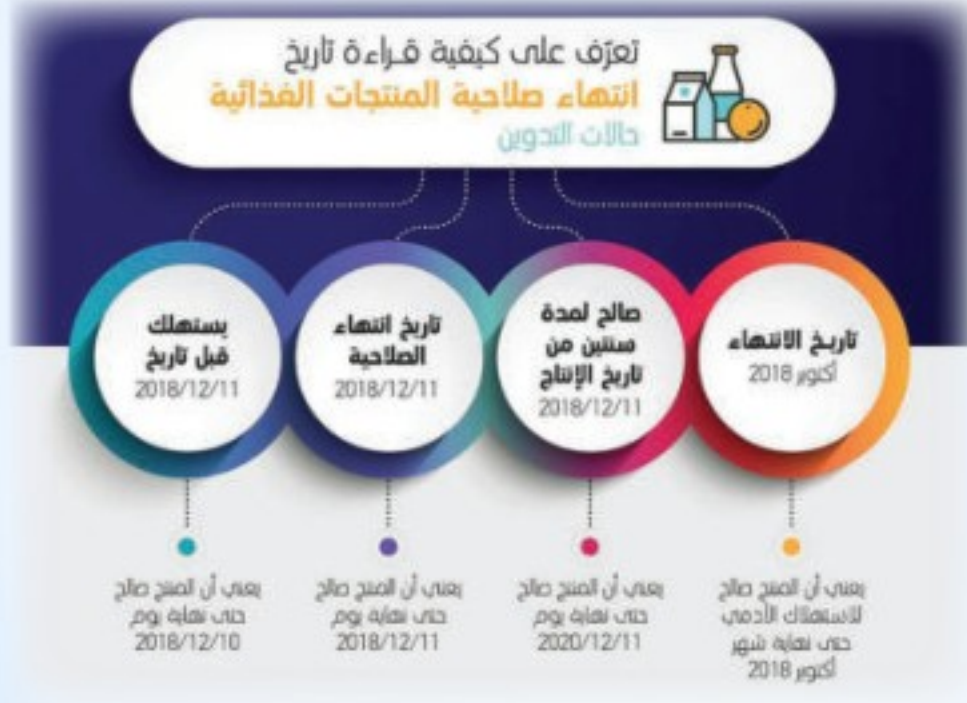 تعرّف على كيفية قراءة تاريخ
انتهاء صلاحية المنتجات الغذائية
حالات التدوين
تاريخ الانتهاء
أكتوبر 2018
صالح لمدة
سنتين من
تاريخ الإنتاج
2018/12/11
تاريخ انتهاء
الصلاحية
2018/12/11
يستهلك
قبل تاريخ
2018/12/11
يعني أن المنتج صالح
للاستهلاك الآدمي
حتى نهاية شهر
أكتوبر 2018
يعني أن المنتج صالح
حتى نهاية يوم
2020/12/11
يعني أن المنتج صالح
حتى نهاية يوم
2018/12/11
يعني أن المنتج صالح
حتى نهاية يوم
2018/12/10